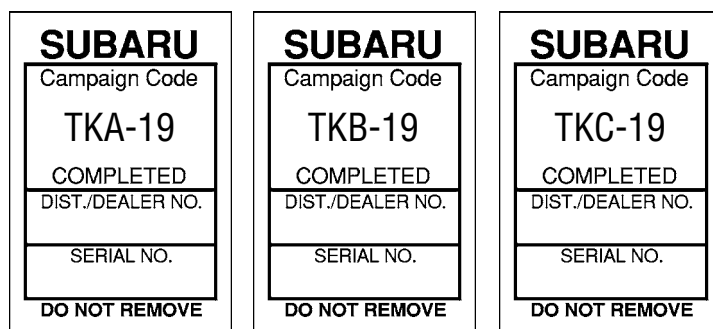 SUBARU
Campaign Code
TKA-19
COMPLETED
DIST./DEALER NO.
SERIAL NO.
DO NOT REMOVE
SUBARU
Campaign Code
TKB-19
COMPLETED
DIST./DEALER NO.
SERIAL NO.
DO NOT REMOVE
SUBARU
Campaign Code
TKC-19
COMPLETED
DIST./DEALER NO.
SERIAL NO.
DO NOT REMOVE